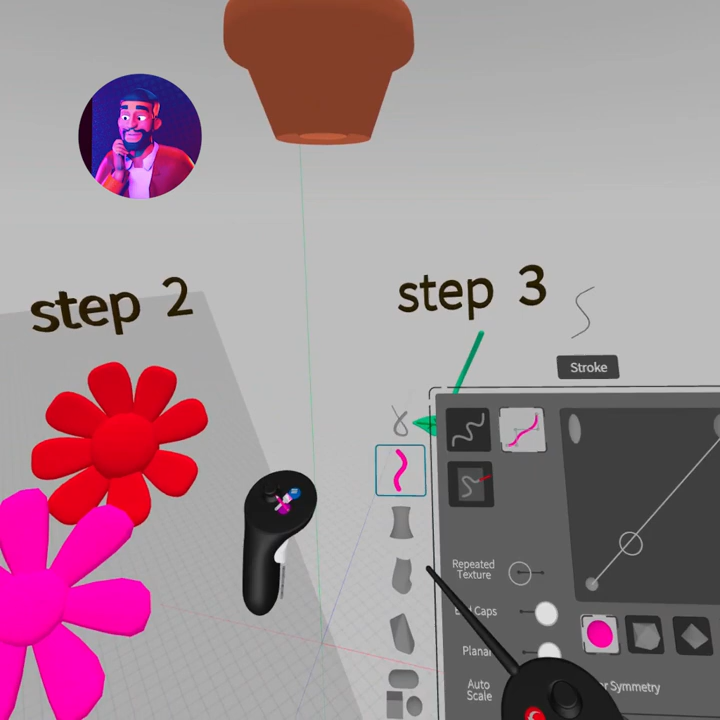 step 2
step 3
Stroke
Repeated
Texture
End Caps
Planar
Auto
Scale
Symmetry